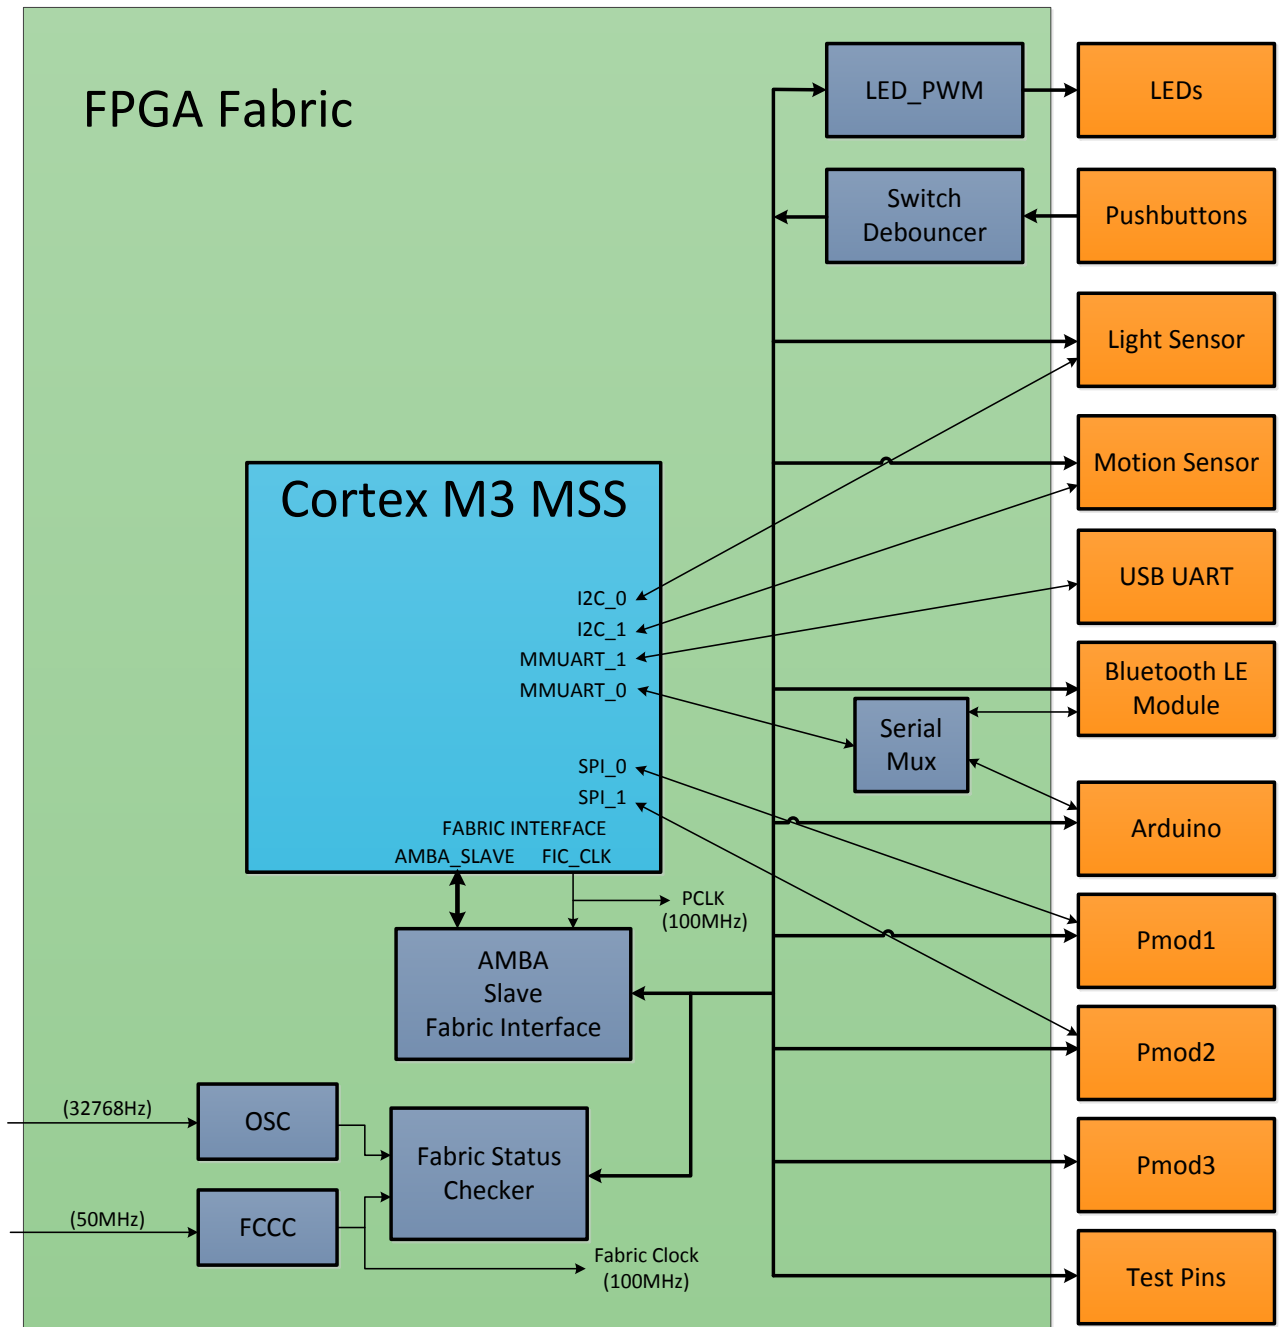 FPGA Fabric
LED_PWM
LEDs
Switch
Debouncer
Pushbuttons
Light Sensor
Motion Sensor
USB UART
Bluetooth LE
Module
Serial
Mux
Arduino
Pmod1
Pmod2
Pmod3
Test Pins
Cortex M3 MSS
I2C_0
I2C_1
MMUART_1
MMUART_0
SPI_0
SPI_1
FABRIC INTERFACE
AMBA_SLAVE
FIC_CLK
PCLK
(100MHz)
AMBA
Slave
Fabric Interface
(32768Hz)
OSC
Fabric Status
Checker
(50MHz)
FCCC
Fabric Clock
(100MHz)